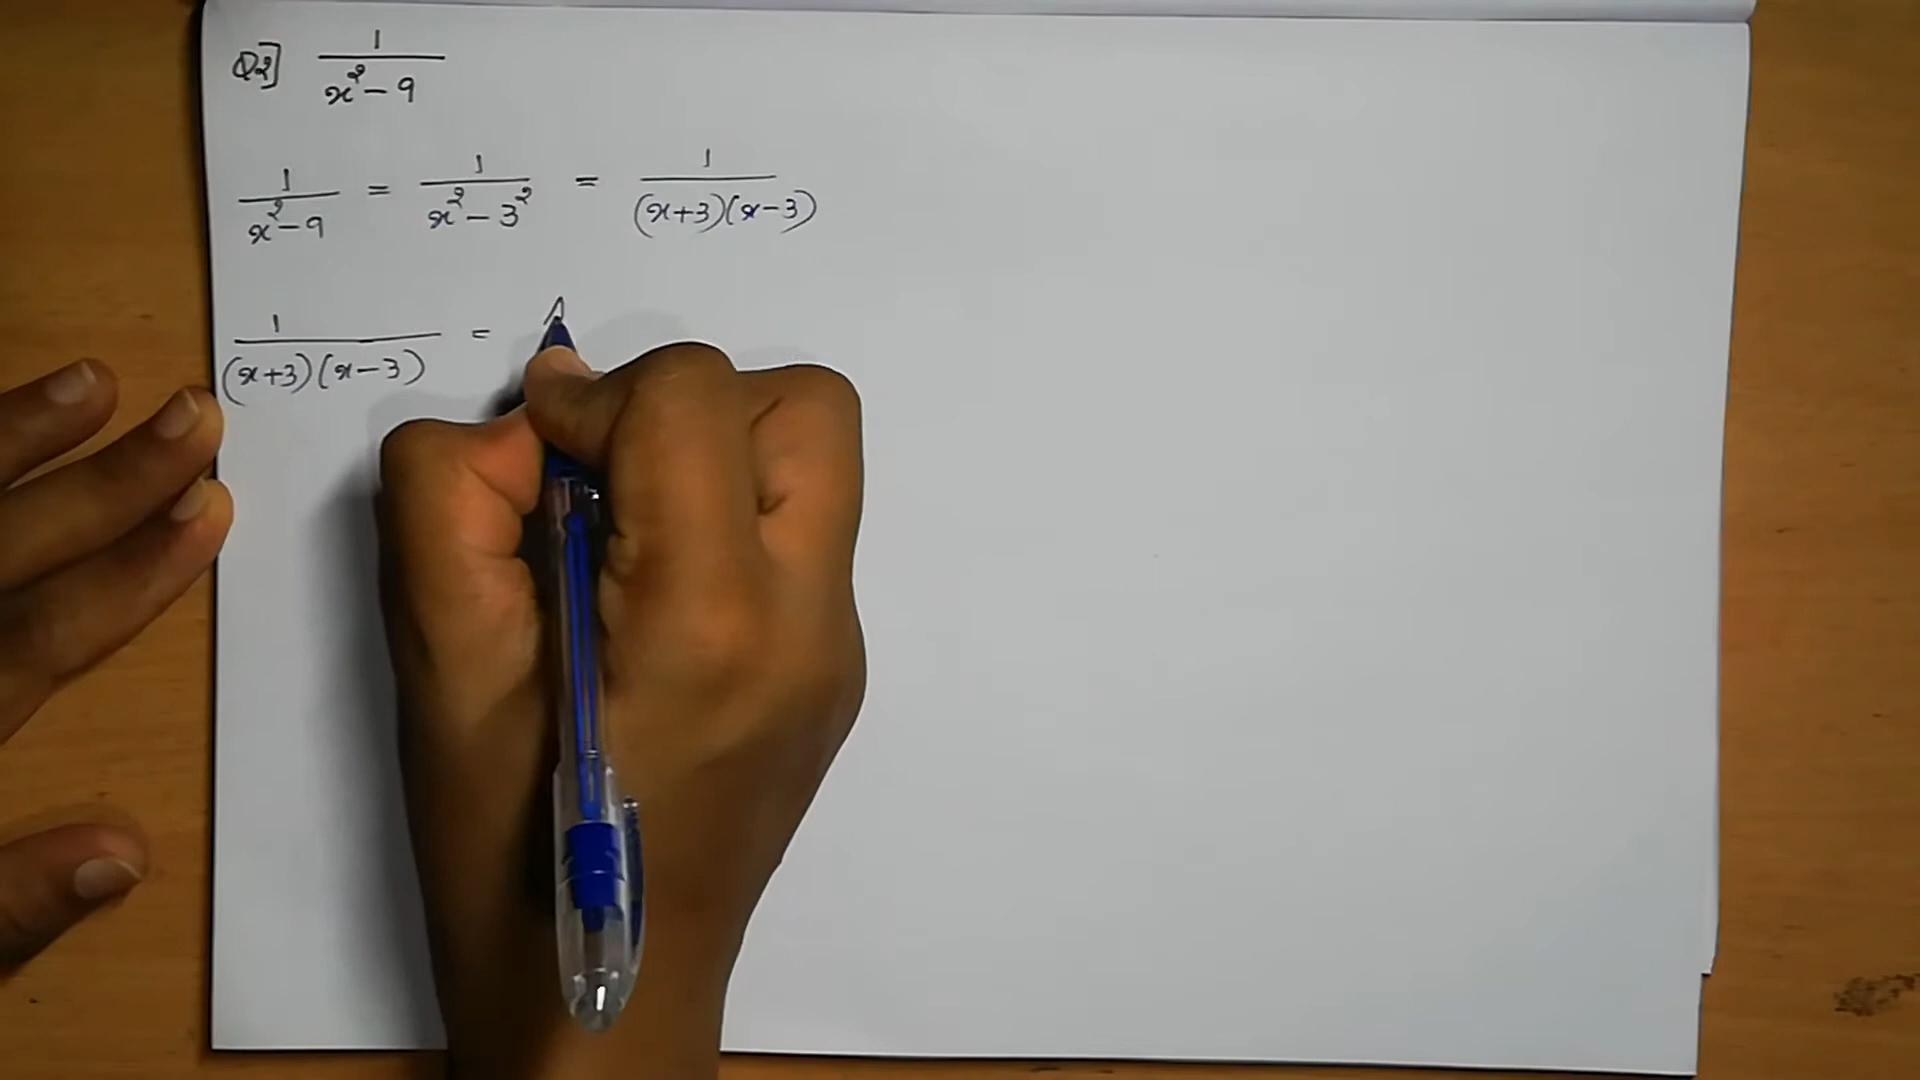 Q2] 1/(x²-9)
1/(x²-9) = 1/(x²-3²) = 1/((x+3)(x-3))
1/((x+3)(x-3)) = A